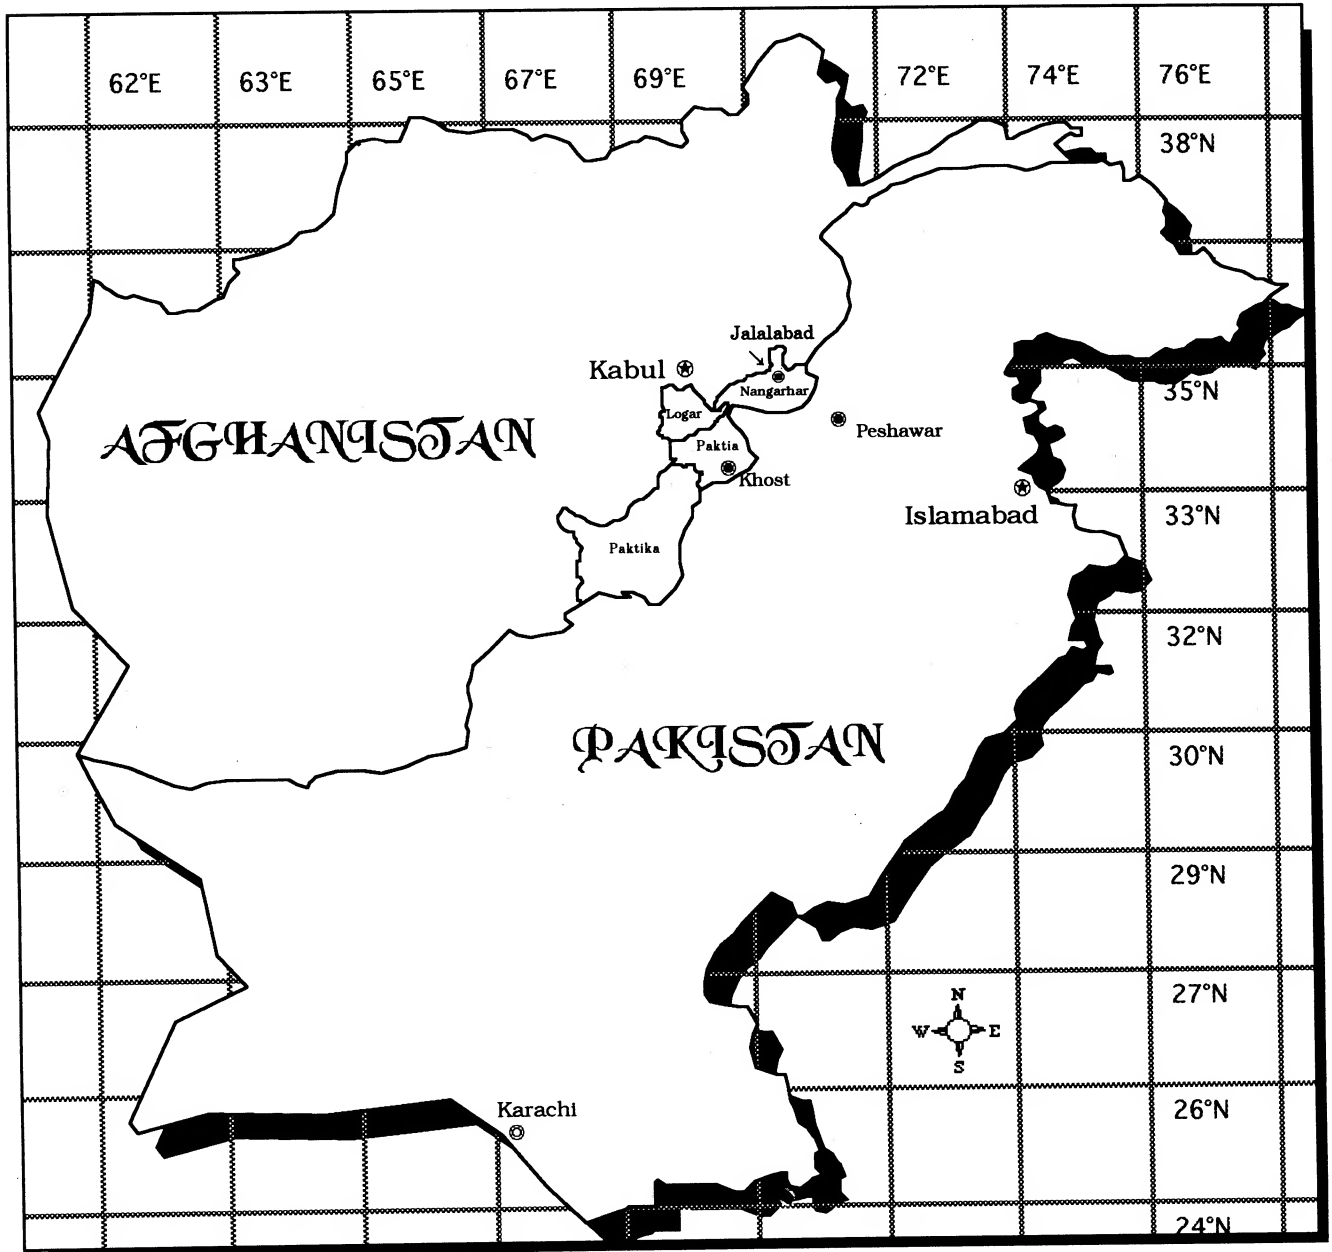 62°E 63°E 65°E 67°E 69°E 72°E 74°E 76°E
38°N
Jalalabad
Kabul
Nangarhar
35°N
Logar
Peshawar
AFGHANISTAN
Paktia
Khost
Islamabad
33°N
Paktika
32°N
PAKISTAN
30°N
29°N
27°N
N
W E
S
Karachi
26°N
24°N